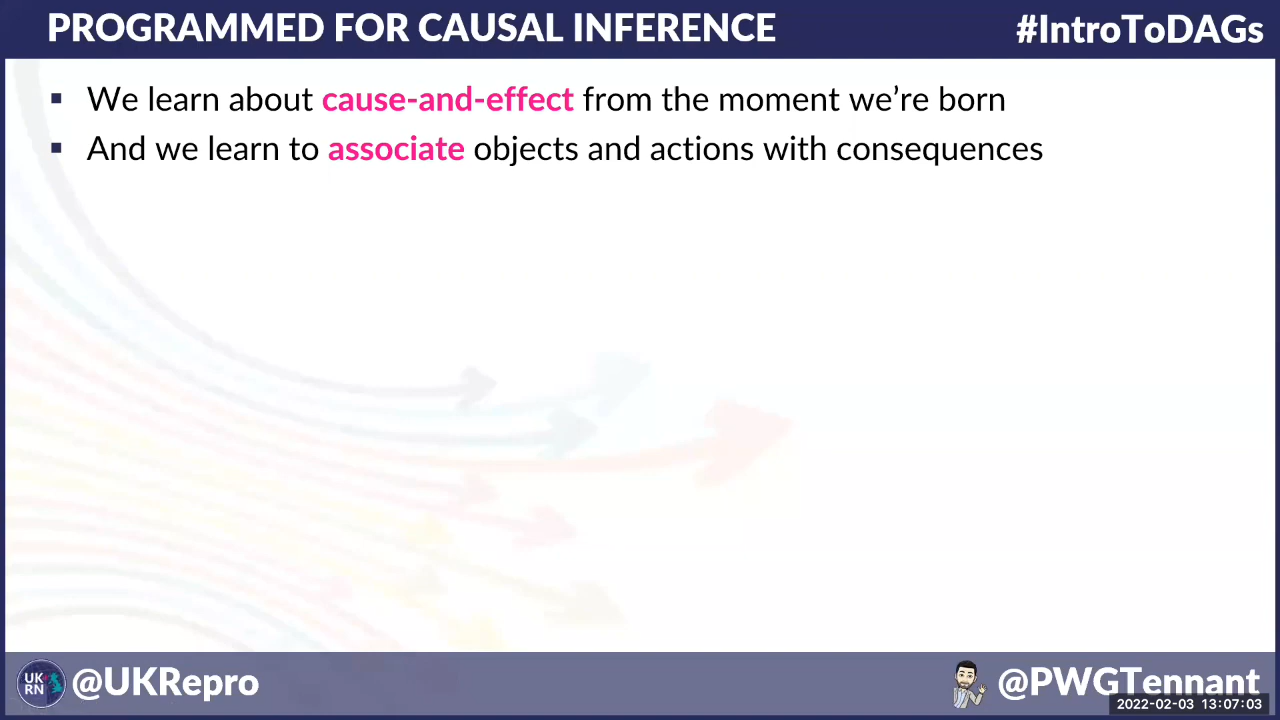 PROGRAMMED FOR CAUSAL INFERENCE
#IntroToDAGs
▪ We learn about cause-and-effect from the moment we’re born
▪ And we learn to associate objects and actions with consequences
UK
RN
@UKRepro
@PWGTennant
2022-02-03 13:07:03